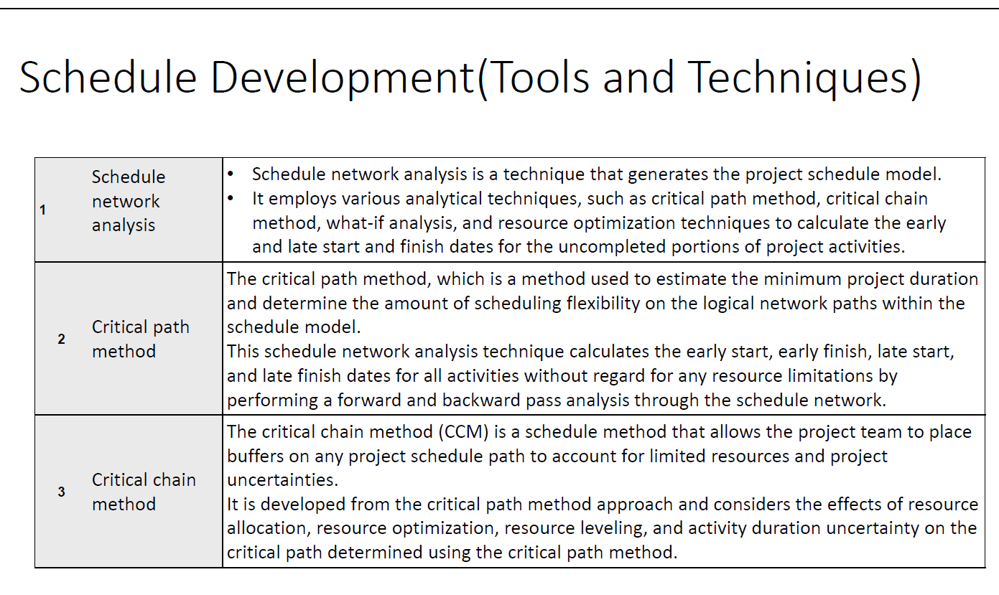 Schedule Development(Tools and Techniques)
1
Schedule
network
analysis
• Schedule network analysis is a technique that generates the project schedule model.
• It employs various analytical techniques, such as critical path method, critical chain
method, what-if analysis, and resource optimization techniques to calculate the early
and late start and finish dates for the uncompleted portions of project activities.
2
Critical path
method
The critical path method, which is a method used to estimate the minimum project duration
and determine the amount of scheduling flexibility on the logical network paths within the
schedule model.
This schedule network analysis technique calculates the early start, early finish, late start,
and late finish dates for all activities without regard for any resource limitations by
performing a forward and backward pass analysis through the schedule network.
3
Critical chain
method
The critical chain method (CCM) is a schedule method that allows the project team to place
buffers on any project schedule path to account for limited resources and project
uncertainties.
It is developed from the critical path method approach and considers the effects of resource
allocation, resource optimization, resource leveling, and activity duration uncertainty on the
critical path determined using the critical path method.